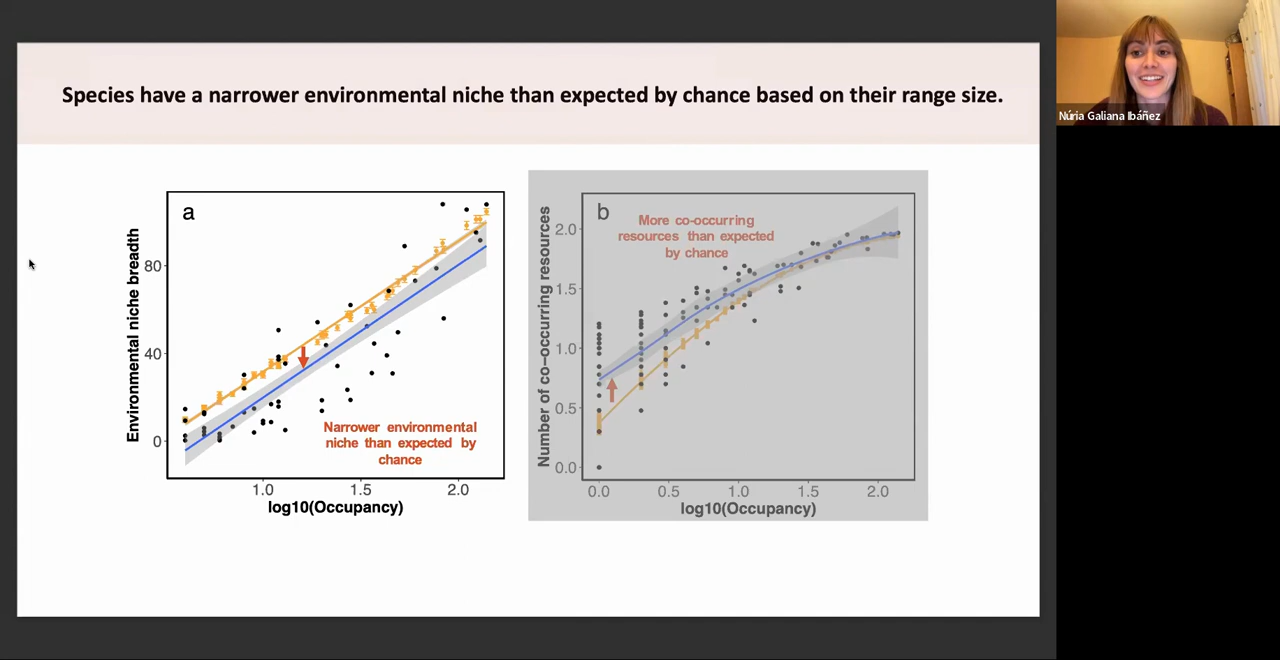 Species have a narrower environmental niche than expected by chance based on their range size.
Núria Galiana Ibáñez
a
Environmental niche breadth
80
40
0
Narrower environmental
niche than expected by
chance
1.0 1.5 2.0
log10(Occupancy)
b
Number of co−occurring resources
2.0
1.5
1.0
0.5
0.0
More co-occurring
resources than expected
by chance
0.0 0.5 1.0 1.5 2.0
log10(Occupancy)